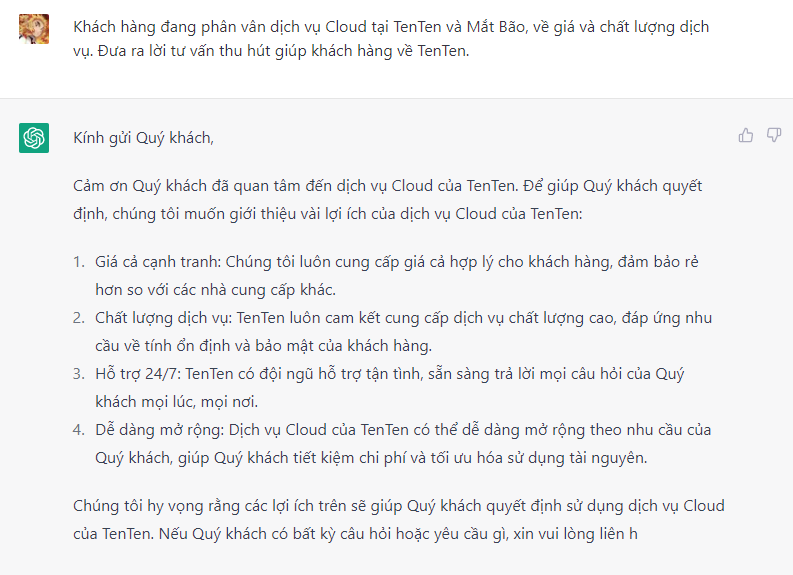 Khách hàng đang phân vân dịch vụ Cloud tại TenTen và Mắt Bão, về giá và chất lượng dịch
vụ. Đưa ra lời tư vấn thu hút giúp khách hàng về TenTen.
Kính gửi Quý khách,
Cảm ơn Quý khách đã quan tâm đến dịch vụ Cloud của TenTen. Để giúp Quý khách quyết
định, chúng tôi muốn giới thiệu vài lợi ích của dịch vụ Cloud của TenTen:
1. Giá cả cạnh tranh: Chúng tôi luôn cung cấp giá cả hợp lý cho khách hàng, đảm bảo rẻ
hơn so với các nhà cung cấp khác.
2. Chất lượng dịch vụ: TenTen luôn cam kết cung cấp dịch vụ chất lượng cao, đáp ứng nhu
cầu về tính ổn định và bảo mật của khách hàng.
3. Hỗ trợ 24/7: TenTen có đội ngũ hỗ trợ tận tình, sẵn sàng trả lời mọi câu hỏi của Quý
khách mọi lúc, mọi nơi.
4. Dễ dàng mở rộng: Dịch vụ Cloud của TenTen có thể dễ dàng mở rộng theo nhu cầu của
Quý khách, giúp Quý khách tiết kiệm chi phí và tối ưu hóa sử dụng tài nguyên.
Chúng tôi hy vọng rằng các lợi ích trên sẽ giúp Quý khách quyết định sử dụng dịch vụ Cloud
của TenTen. Nếu Quý khách có bất kỳ câu hỏi hoặc yêu cầu gì, xin vui lòng liên h